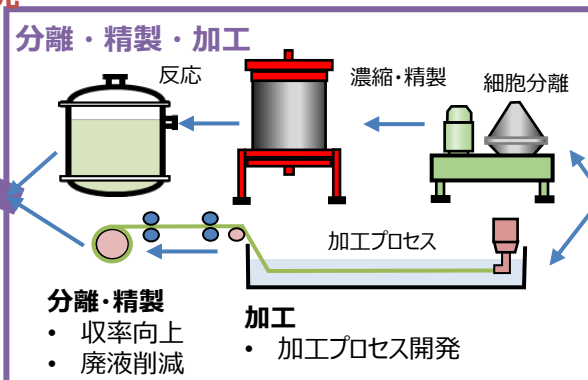 分離・精製・加工
反応
濃縮・精製
細胞分離
加工プロセス
分離・精製
• 収率向上
• 廃液削減
加工
• 加工プロセス開発